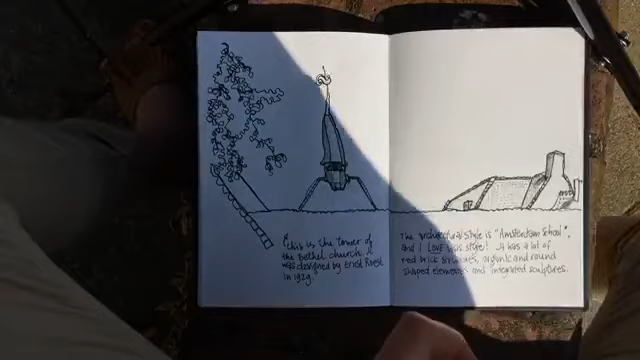 this is the tower of
the Bethel church. It
was designed by Ernst
in 1929.
The architectural style is "Amsterdam School",
and I LOVE this style! It has a lot of
red brick structures, organic and round
shaped elements and integrated sculptures.